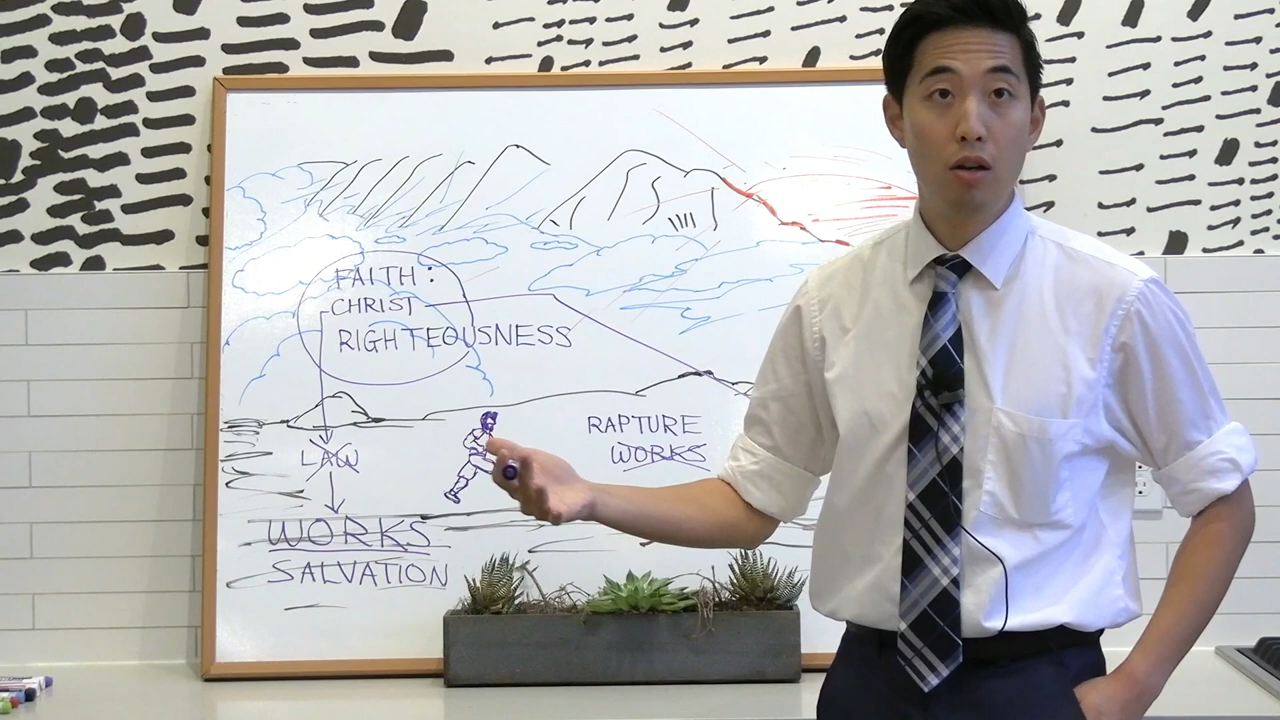 FAITH:
CHRIST
RIGHTEOUSNESS
RAPTURE
WORKS
LAW
WORKS
SALVATION